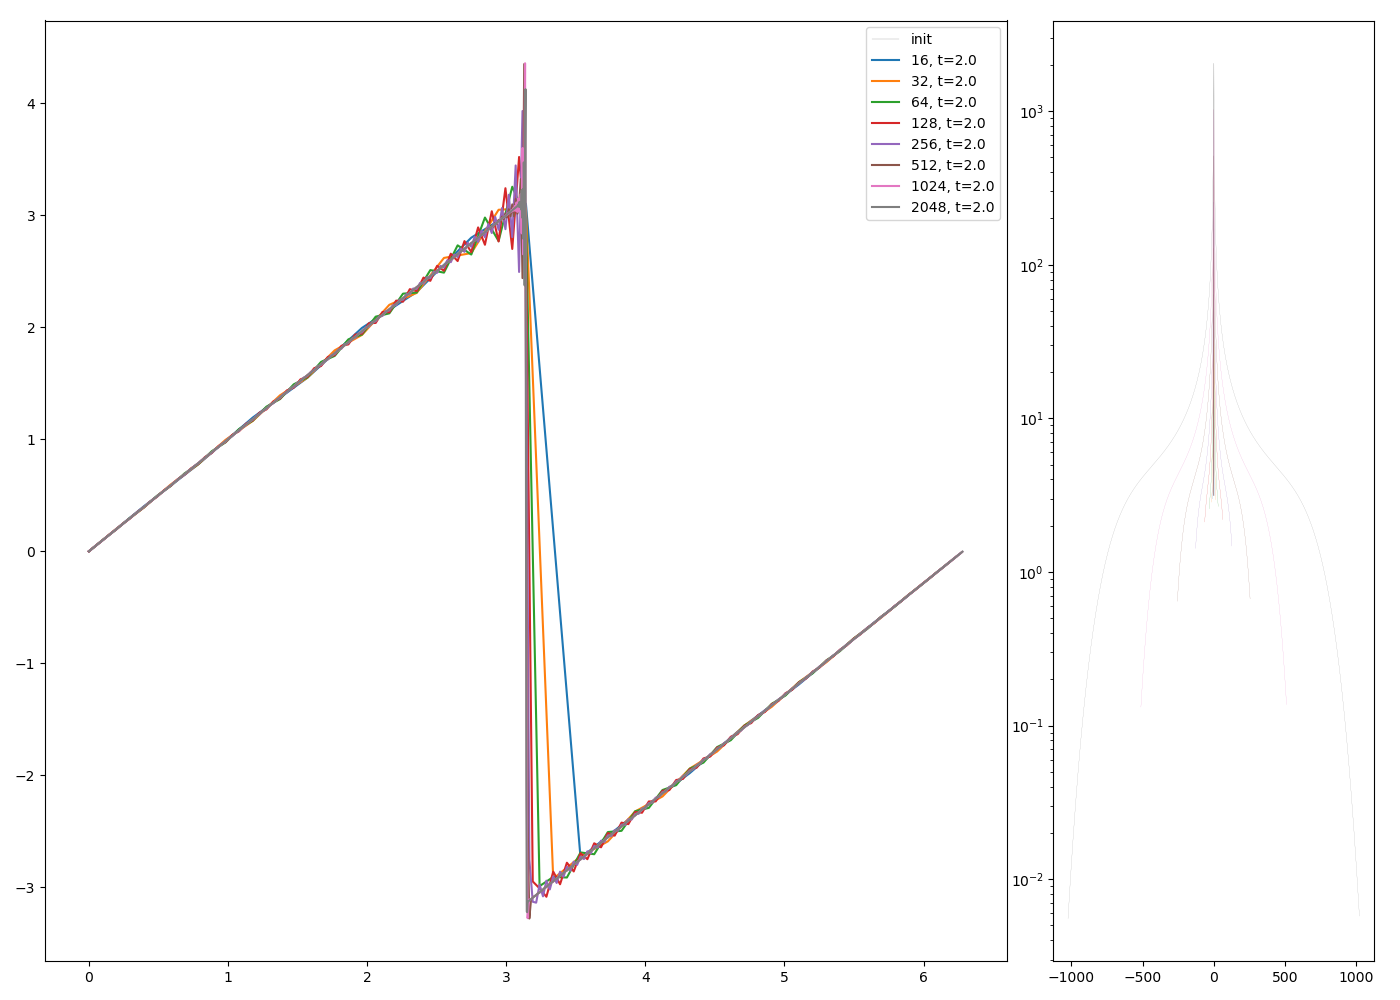 init
16, t=2.0
32, t=2.0
64, t=2.0
128, t=2.0
256, t=2.0
512, t=2.0
1024, t=2.0
2048, t=2.0
4
3
2
1
0
−1
−2
−3
0 1 2 3 4 5 6
10³
10²
10¹
10⁰
10⁻¹
10⁻²
−1000 −500 0 500 1000